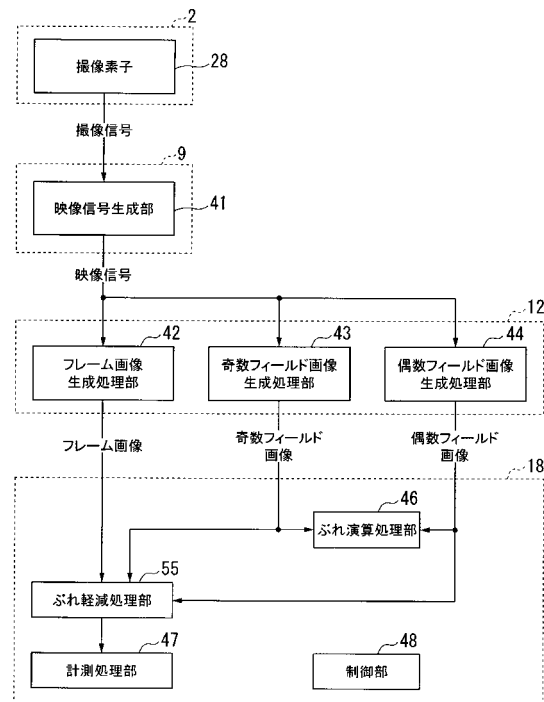 2
撮像素子
28
撮像信号
9
映像信号生成部
41
映像信号
12
42
43
44
フレーム画像
生成処理部
奇数フィールド画像
生成処理部
偶数フィールド画像
生成処理部
フレーム画像
奇数フィールド
画像
偶数フィールド
画像
18
46
ぶれ演算処理部
55
ぶれ軽減処理部
47
計測処理部
48
制御部